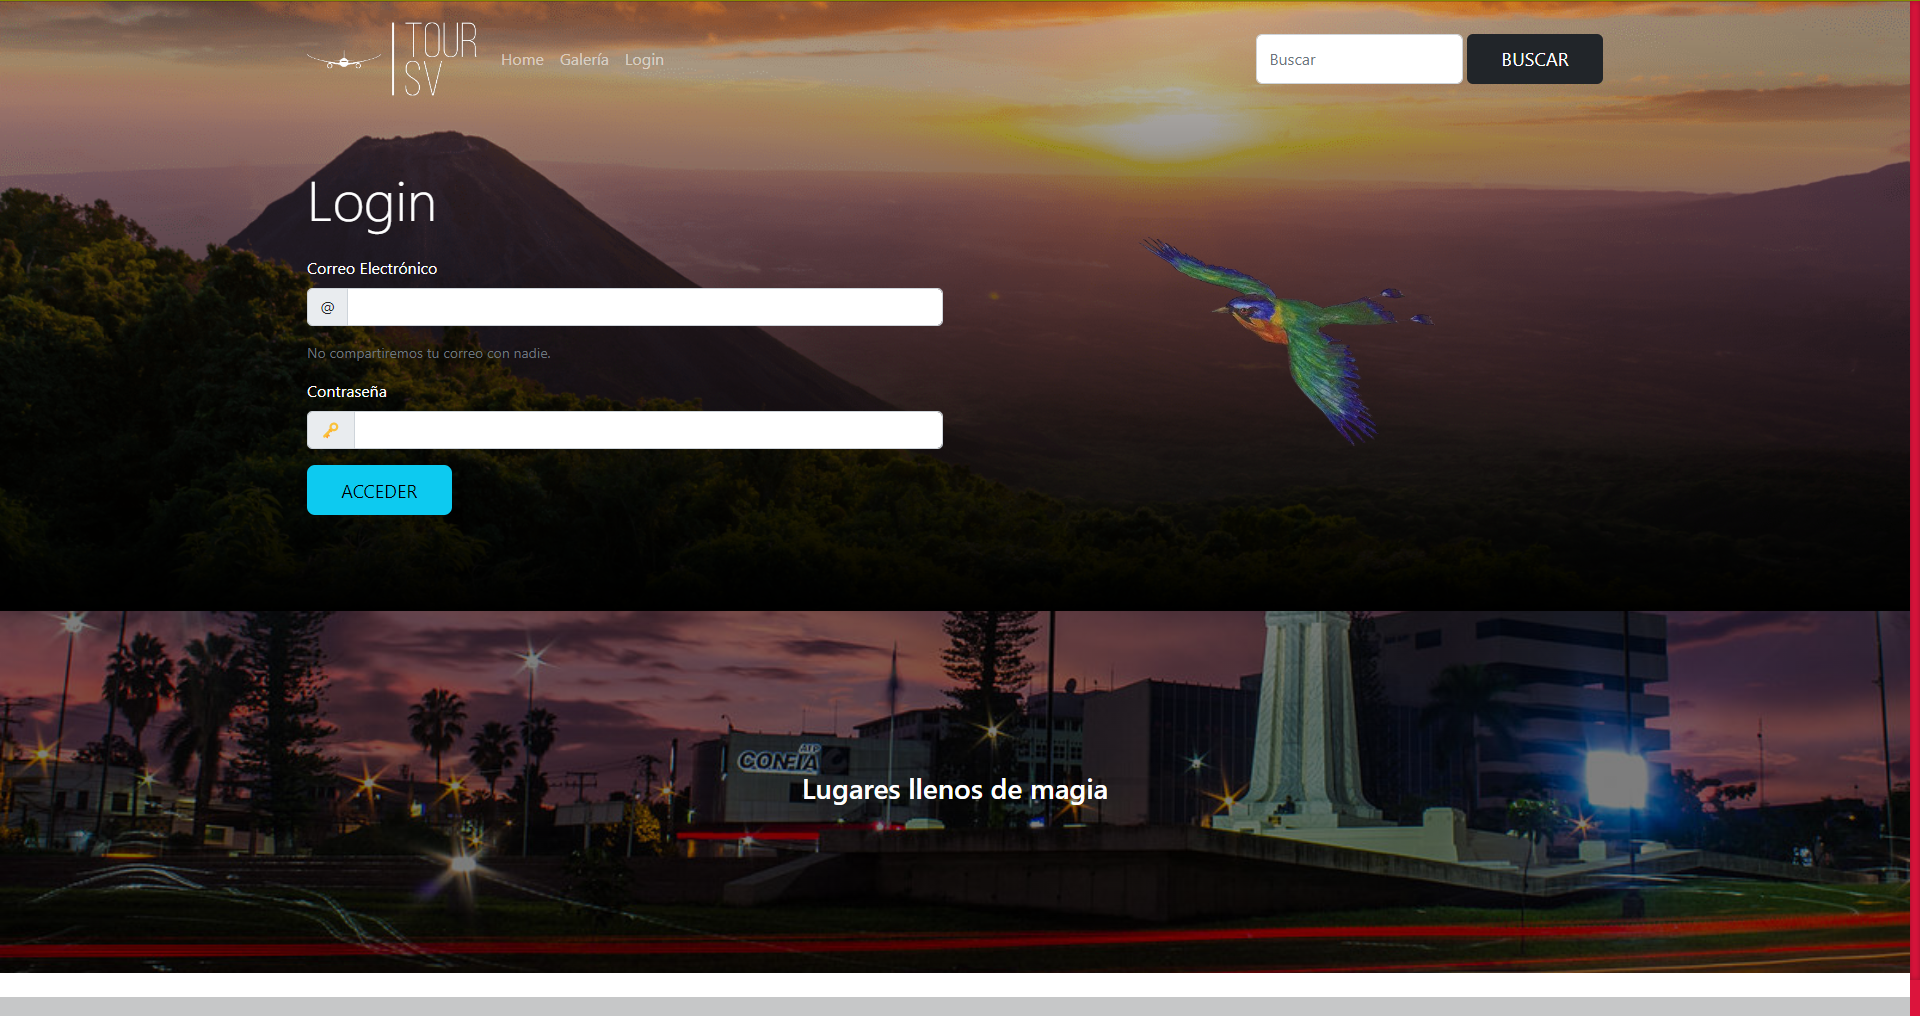 TOUR
SV
Home Galería Login
Buscar BUSCAR
Login
Correo Electrónico
@
No compartiremos tu correo con nadie.
Contraseña
ACCEDER
ATP
CONFIA
Lugares llenos de magia